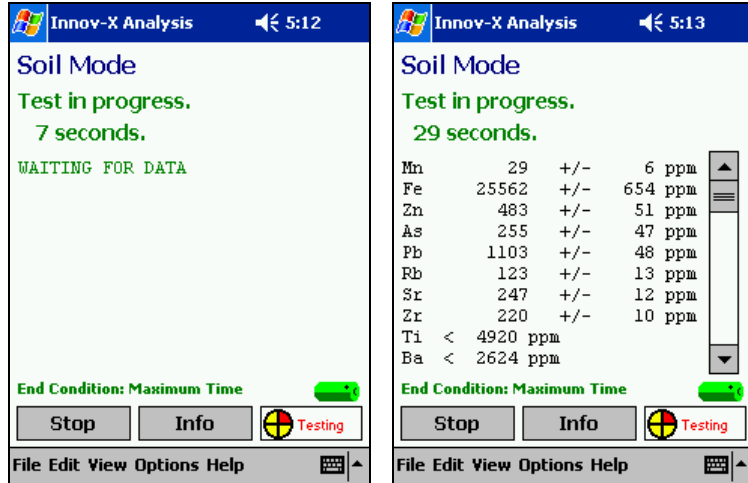 Innov-X Analysis 5:12
Soil Mode
Test in progress.
7 seconds.
WAITING FOR DATA
End Condition: Maximum Time
Stop Info Testing
File Edit View Options Help
Innov-X Analysis 5:13
Soil Mode
Test in progress.
29 seconds.
Mn 29 +/- 6 ppm
Fe 25562 +/- 654 ppm
Zn 483 +/- 51 ppm
As 255 +/- 47 ppm
Pb 1103 +/- 48 ppm
Rb 123 +/- 13 ppm
Sr 247 +/- 12 ppm
Zr 220 +/- 10 ppm
Ti < 4920 ppm
Ba < 2624 ppm
End Condition: Maximum Time
Stop Info Testing
File Edit View Options Help